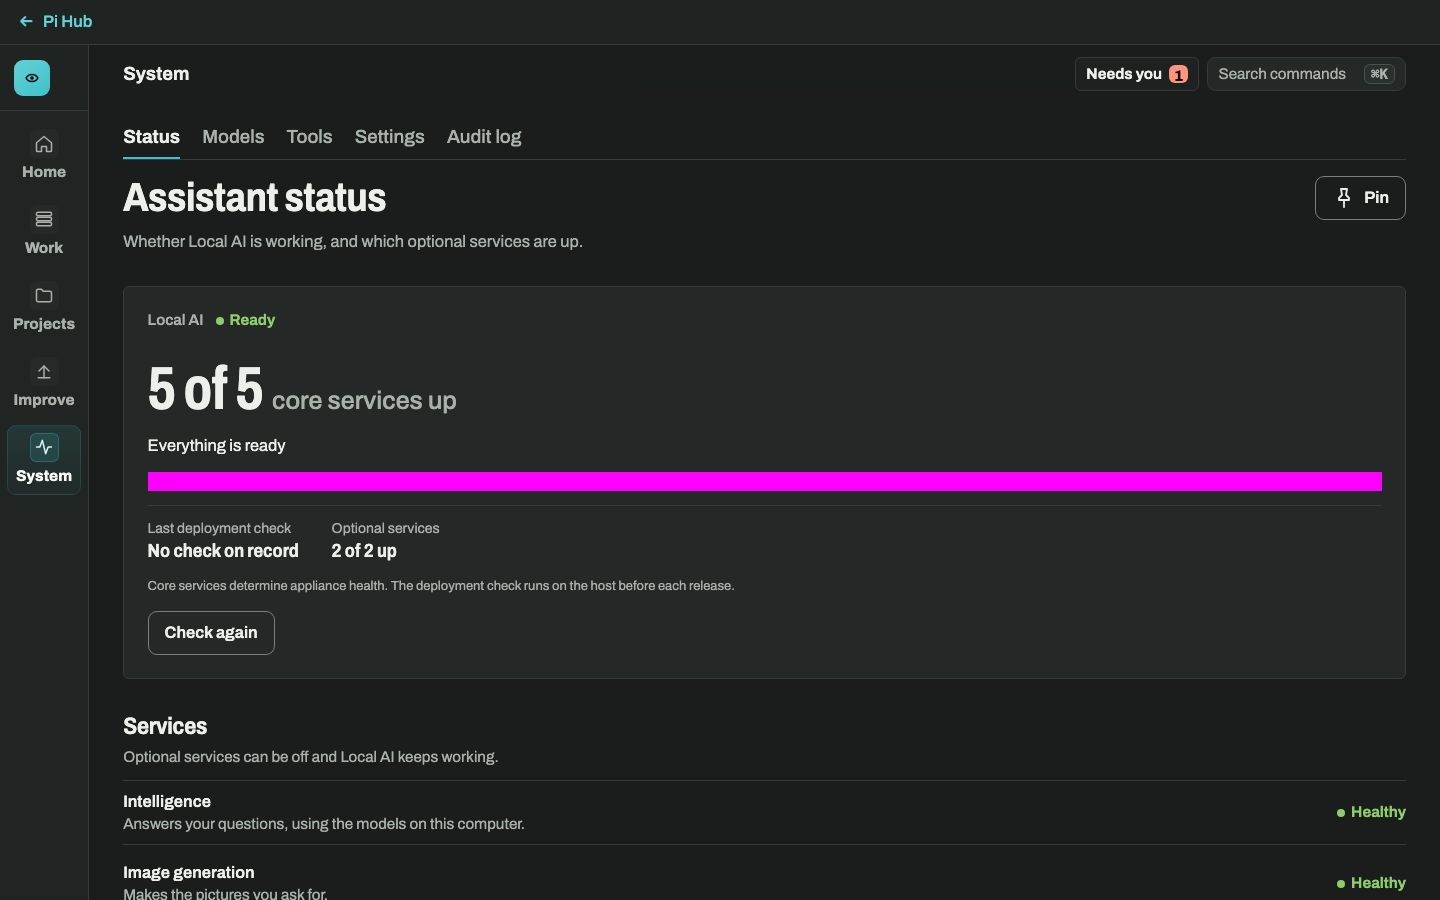 Pi Hub
System
Needs you 1
Search commands ⌘K
Home
Work
Projects
Improve
System
Status Models Tools Settings Audit log
Assistant status
Pin
Whether Local AI is working, and which optional services are up.
Local AI Ready
5 of 5 core services up
Everything is ready
Last deployment check Optional services
No check on record 2 of 2 up
Core services determine appliance health. The deployment check runs on the host before each release.
Check again
Services
Optional services can be off and Local AI keeps working.
Intelligence
Answers your questions, using the models on this computer.
Healthy
Image generation
Makes the pictures you ask for.
Healthy